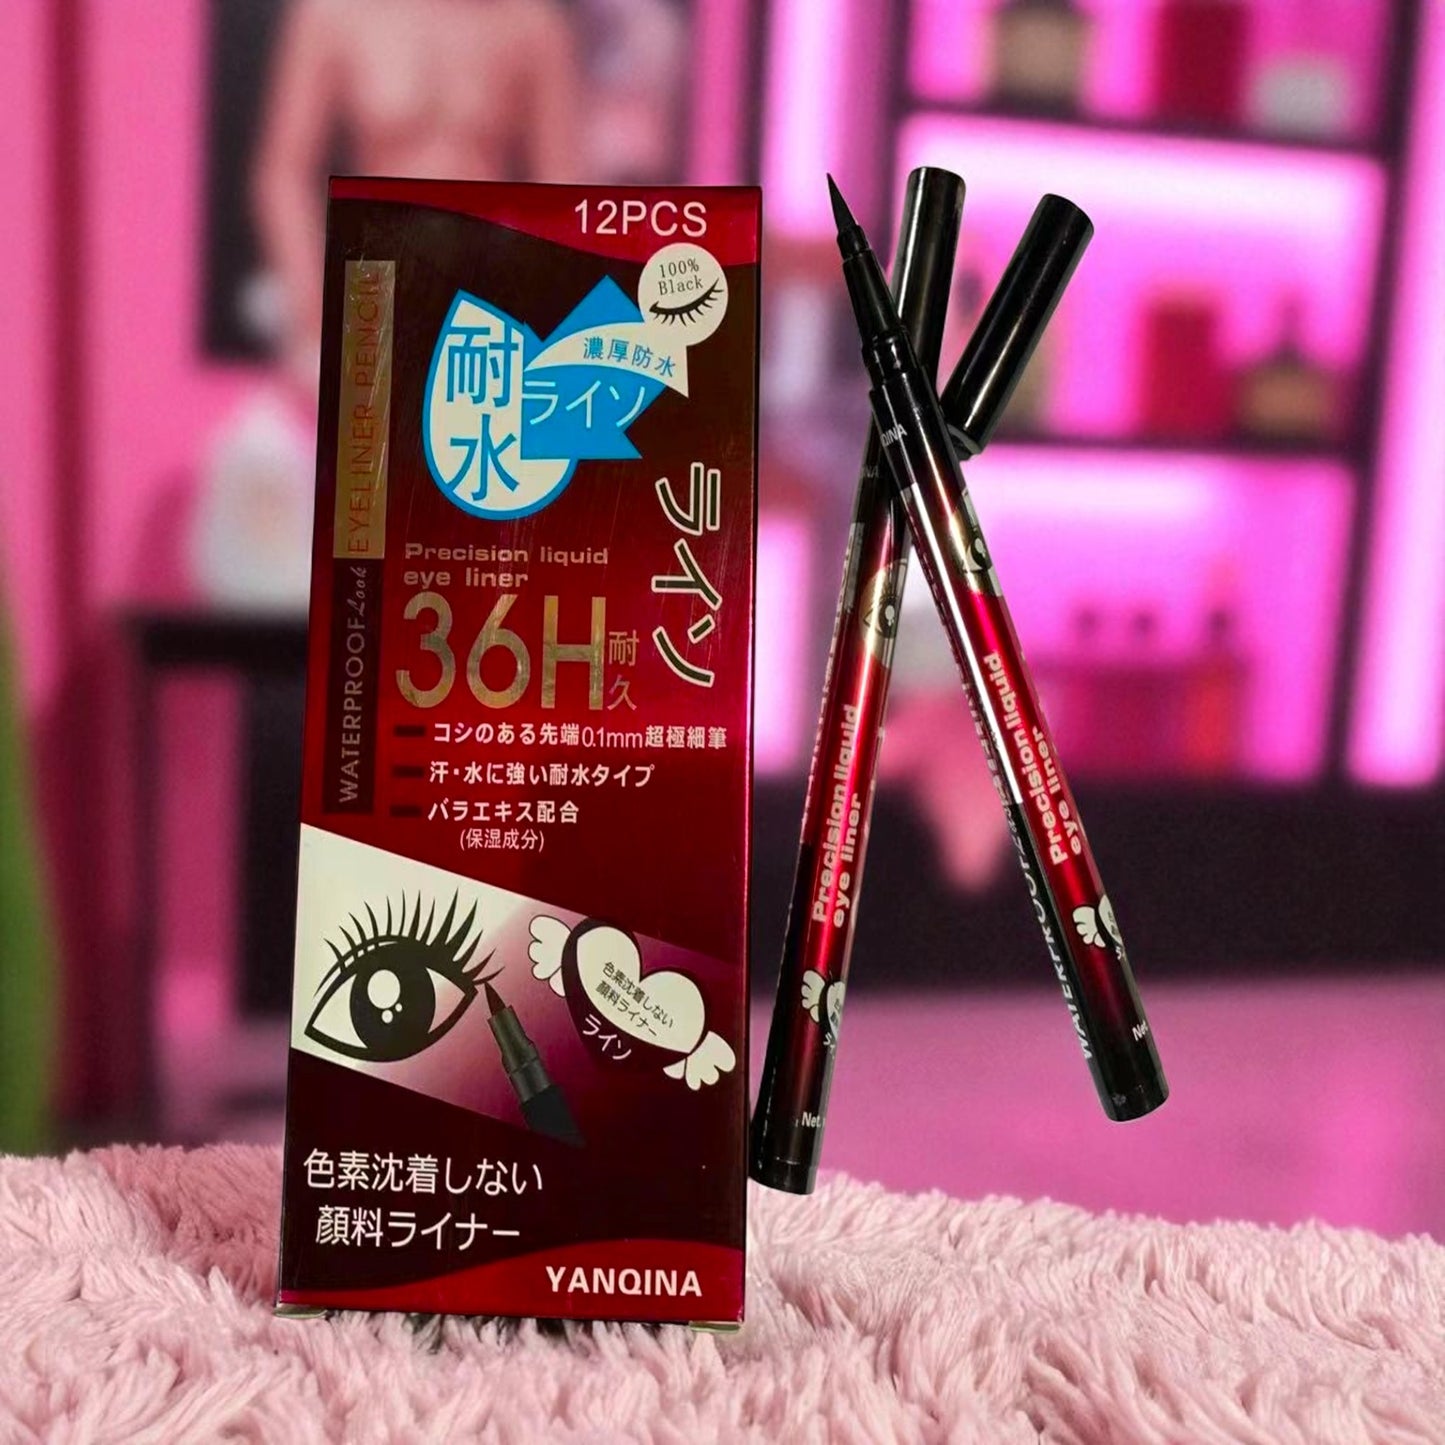 12PCS
100%
Black
耐水
濃厚防水
ライソ
EYELINER PENCIL
WATERPROOF Look
ライソ
Precision liquid
eye liner
36H耐久
コシのある先端0.1mm超極細筆
汗・水に強い耐水タイプ
バラエキス配合
(保湿成分)
色素沈着しない
顔料ライナー
ライソ
色素沈着しない
顔料ライナー
YANQINA
Precision liquid
eye liner
Net.
Precision liquid
eye liner
WATERPROOF
Net